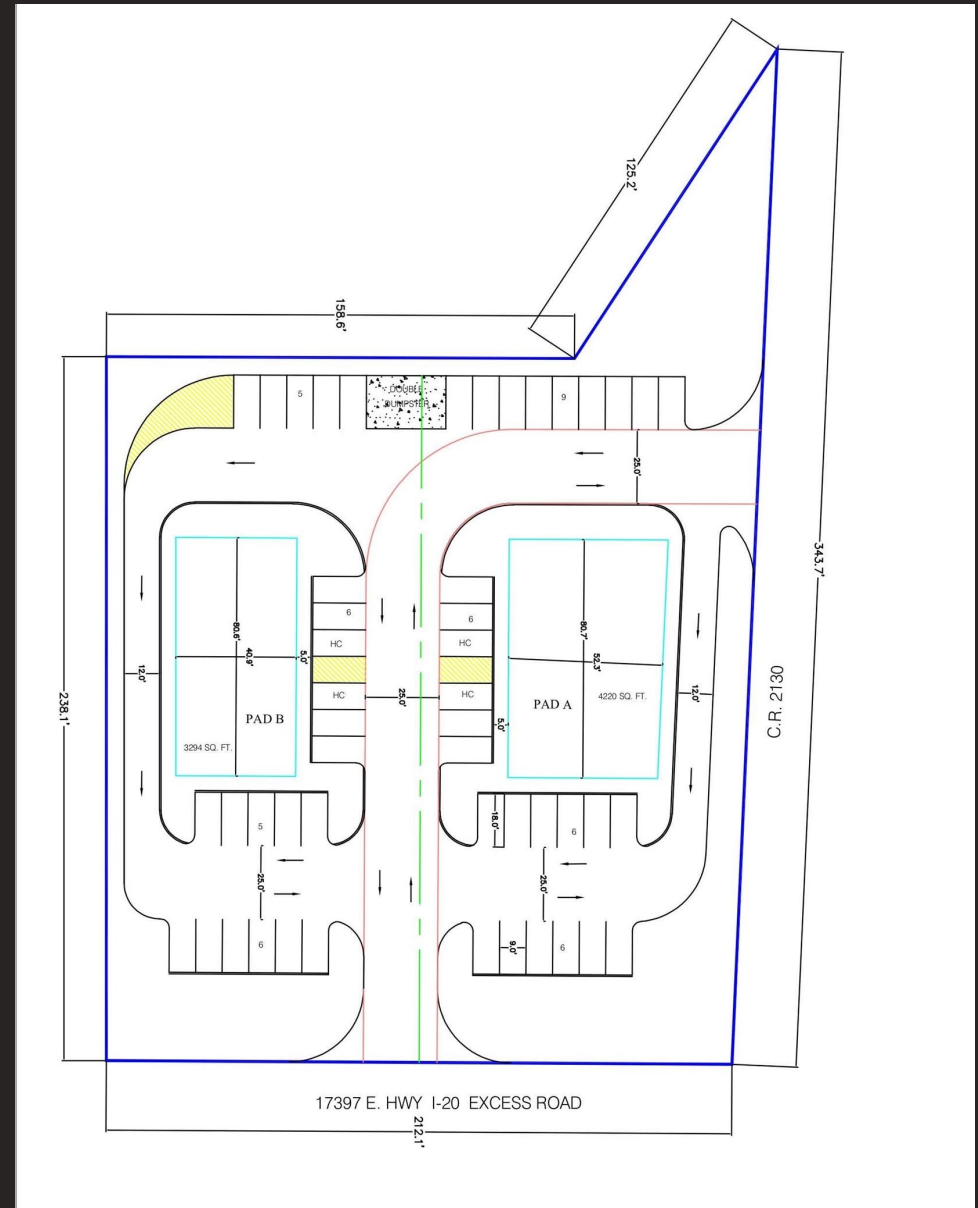 125.2'
158.6'
343.7'
5
DOUBLE
DUMPSTER
9
25.0'
6
6
HC
HC
80.6'
40.9'
5.0'
80.7'
52.3'
12.0'
12.0'
HC
HC
25.0'
4220 SQ. FT.
PAD A
PAD B
5.0'
3294 SQ. FT.
238.1'
C.R. 2130
18.0'
5
6
25.0'
25.0'
6
9.0'
6
17397 E. HWY I-20 EXCESS ROAD
212.1'